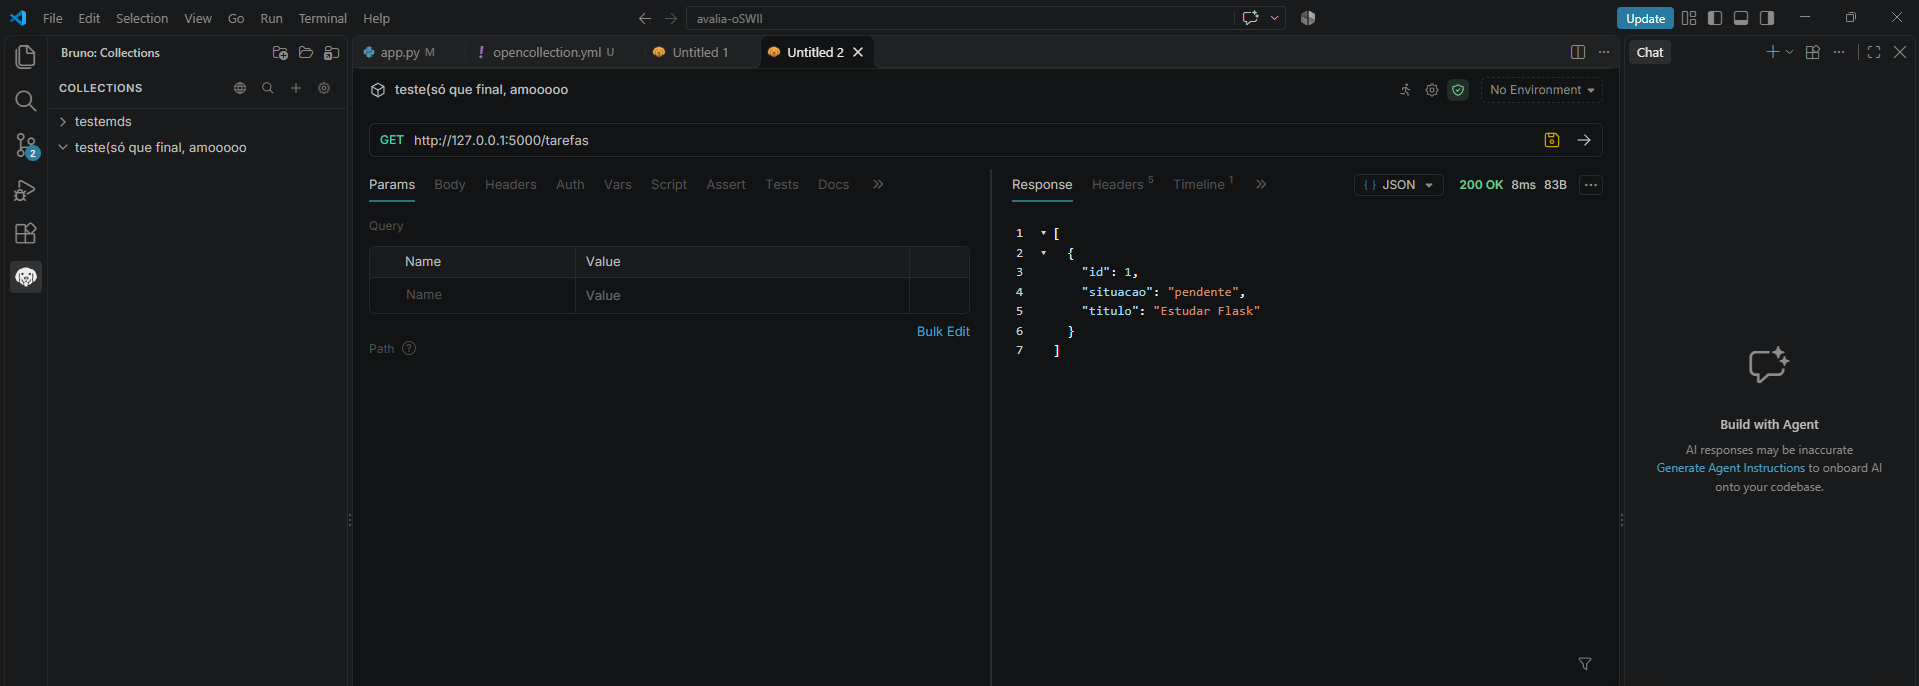 File Edit Selection View Go Run Terminal Help
avalia-oSWII
Update
Bruno: Collections
COLLECTIONS
testemds
teste(só que final, amooooo
2
app.py M
opencollection.yml U
Untitled 1
Untitled 2
teste(só que final, amooooo
No Environment
GET http://127.0.0.1:5000/tarefas
Params Body Headers Auth Vars Script Assert Tests Docs
Query
Name Value
Name Value
Bulk Edit
Path ?
Response Headers 5 Timeline 1
{ } JSON 200 OK 8ms 83B
1 [
2 {
3 "id": 1,
4 "situacao": "pendente",
5 "titulo": "Estudar Flask"
6 }
7 ]
Chat
Build with Agent
AI responses may be inaccurate
Generate Agent Instructions to onboard AI
onto your codebase.